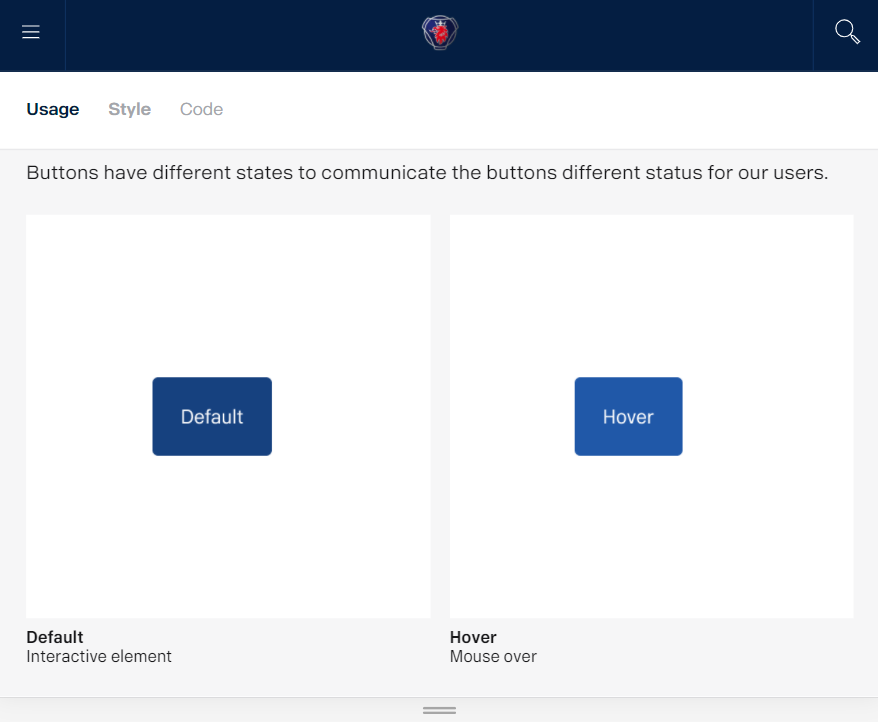 Usage Style Code
Buttons have different states to communicate the buttons different status for our users.
Default
Hover
Default
Interactive element
Hover
Mouse over